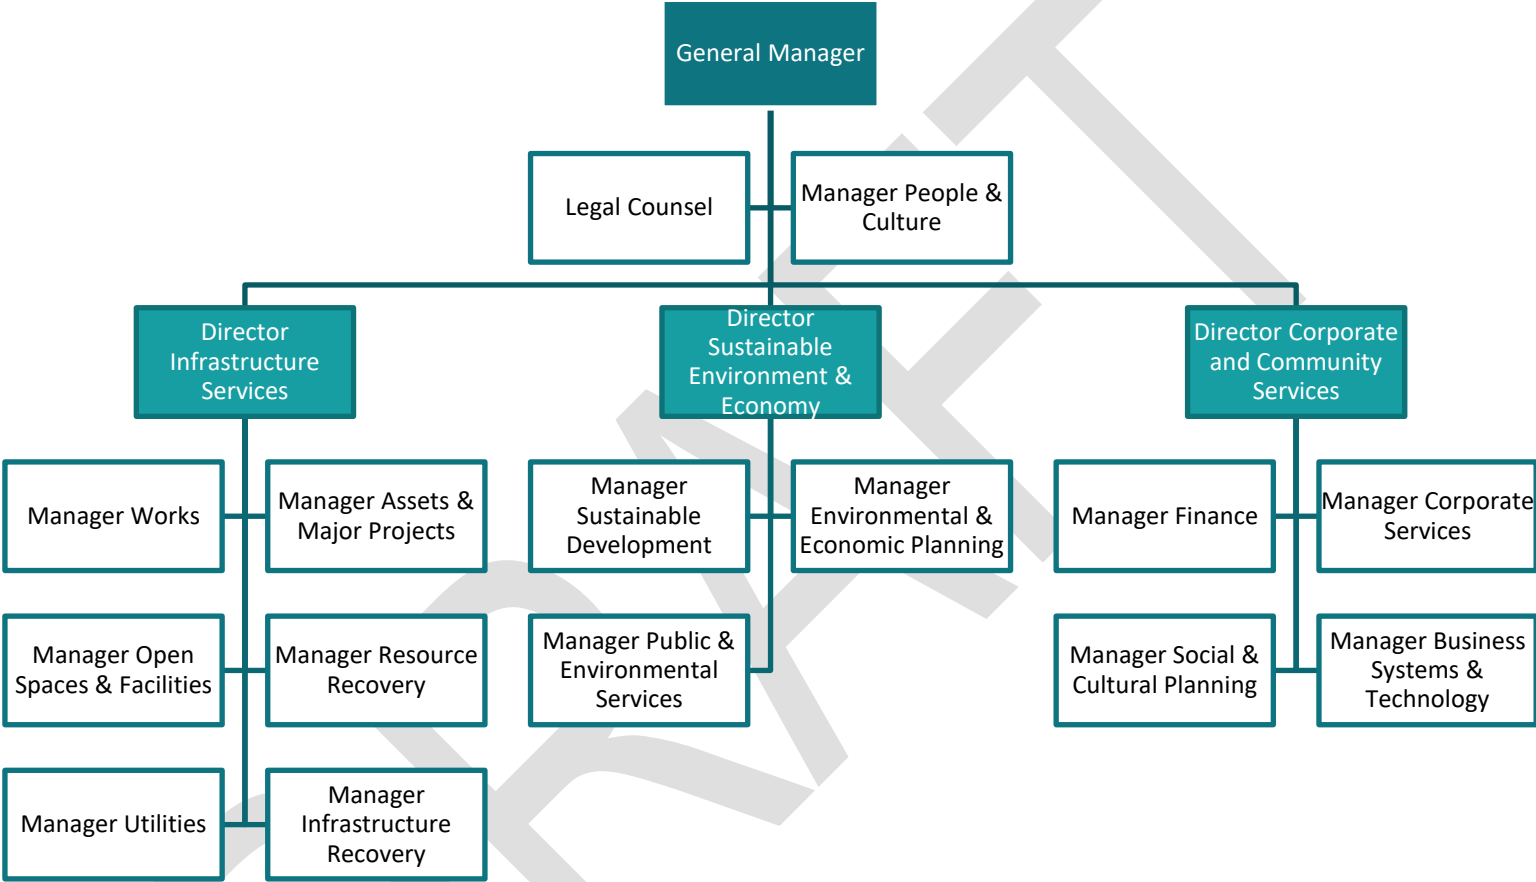 General Manager
Legal Counsel
Manager People &
Culture
Director
Infrastructure
Services
Director
Sustainable
Environment &
Economy
Director Corporate
and Community
Services
Manager Works
Manager Assets &
Major Projects
Manager
Sustainable
Development
Manager
Environmental &
Economic Planning
Manager Finance
Manager Corporate
Services
Manager Open
Spaces & Facilities
Manager Resource
Recovery
Manager Public &
Environmental
Services
Manager Social &
Cultural Planning
Manager Business
Systems &
Technology
Manager Utilities
Manager
Infrastructure
Recovery
DRAFT